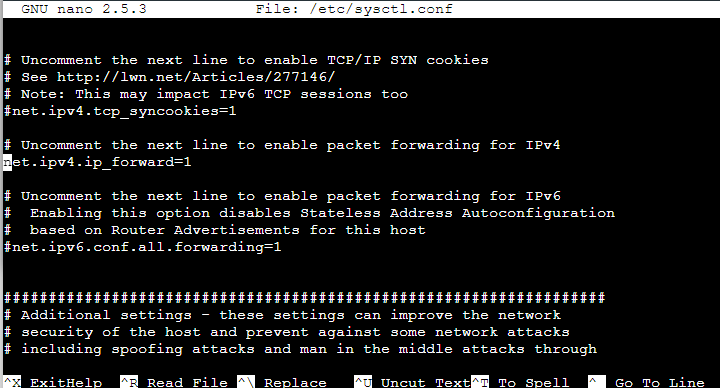 GNU nano 2.5.3 File: /etc/sysctl.conf
# Uncomment the next line to enable TCP/IP SYN cookies
# See http://lwn.net/Articles/277146/
# Note: This may impact IPv6 TCP sessions too
#net.ipv4.tcp_syncookies=1
# Uncomment the next line to enable packet forwarding for IPv4
net.ipv4.ip_forward=1
# Uncomment the next line to enable packet forwarding for IPv6
#  Enabling this option disables Stateless Address Autoconfiguration
#  based on Router Advertisements for this host
#net.ipv6.conf.all.forwarding=1
###################################################################
# Additional settings - these settings can improve the network
# security of the host and prevent against some network attacks
# including spoofing attacks and man in the middle attacks through
^X ExitHelp ^R Read File ^\ Replace ^U Uncut Text^T To Spell ^_ Go To Line